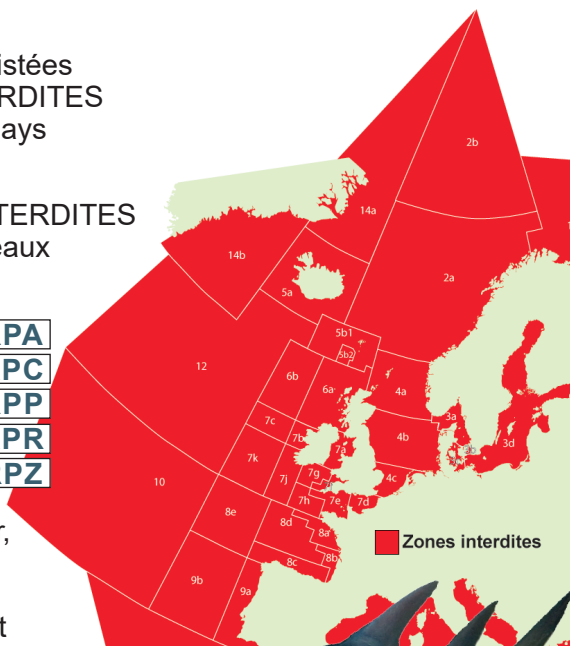 istées
RDITES
ays
TERDITES
eaux
PA
PC
PP
PR
PZ
r,
t
2b
14a
14b
2a
5a
5b1
5b2
12
6b
6a
4a
3a
7c
7b
7a
4b
3d
10
7k
7j
7g
4c
7h
7e
7d
8e
8d
8a
8b
8c
9b
9a
Zones interdites